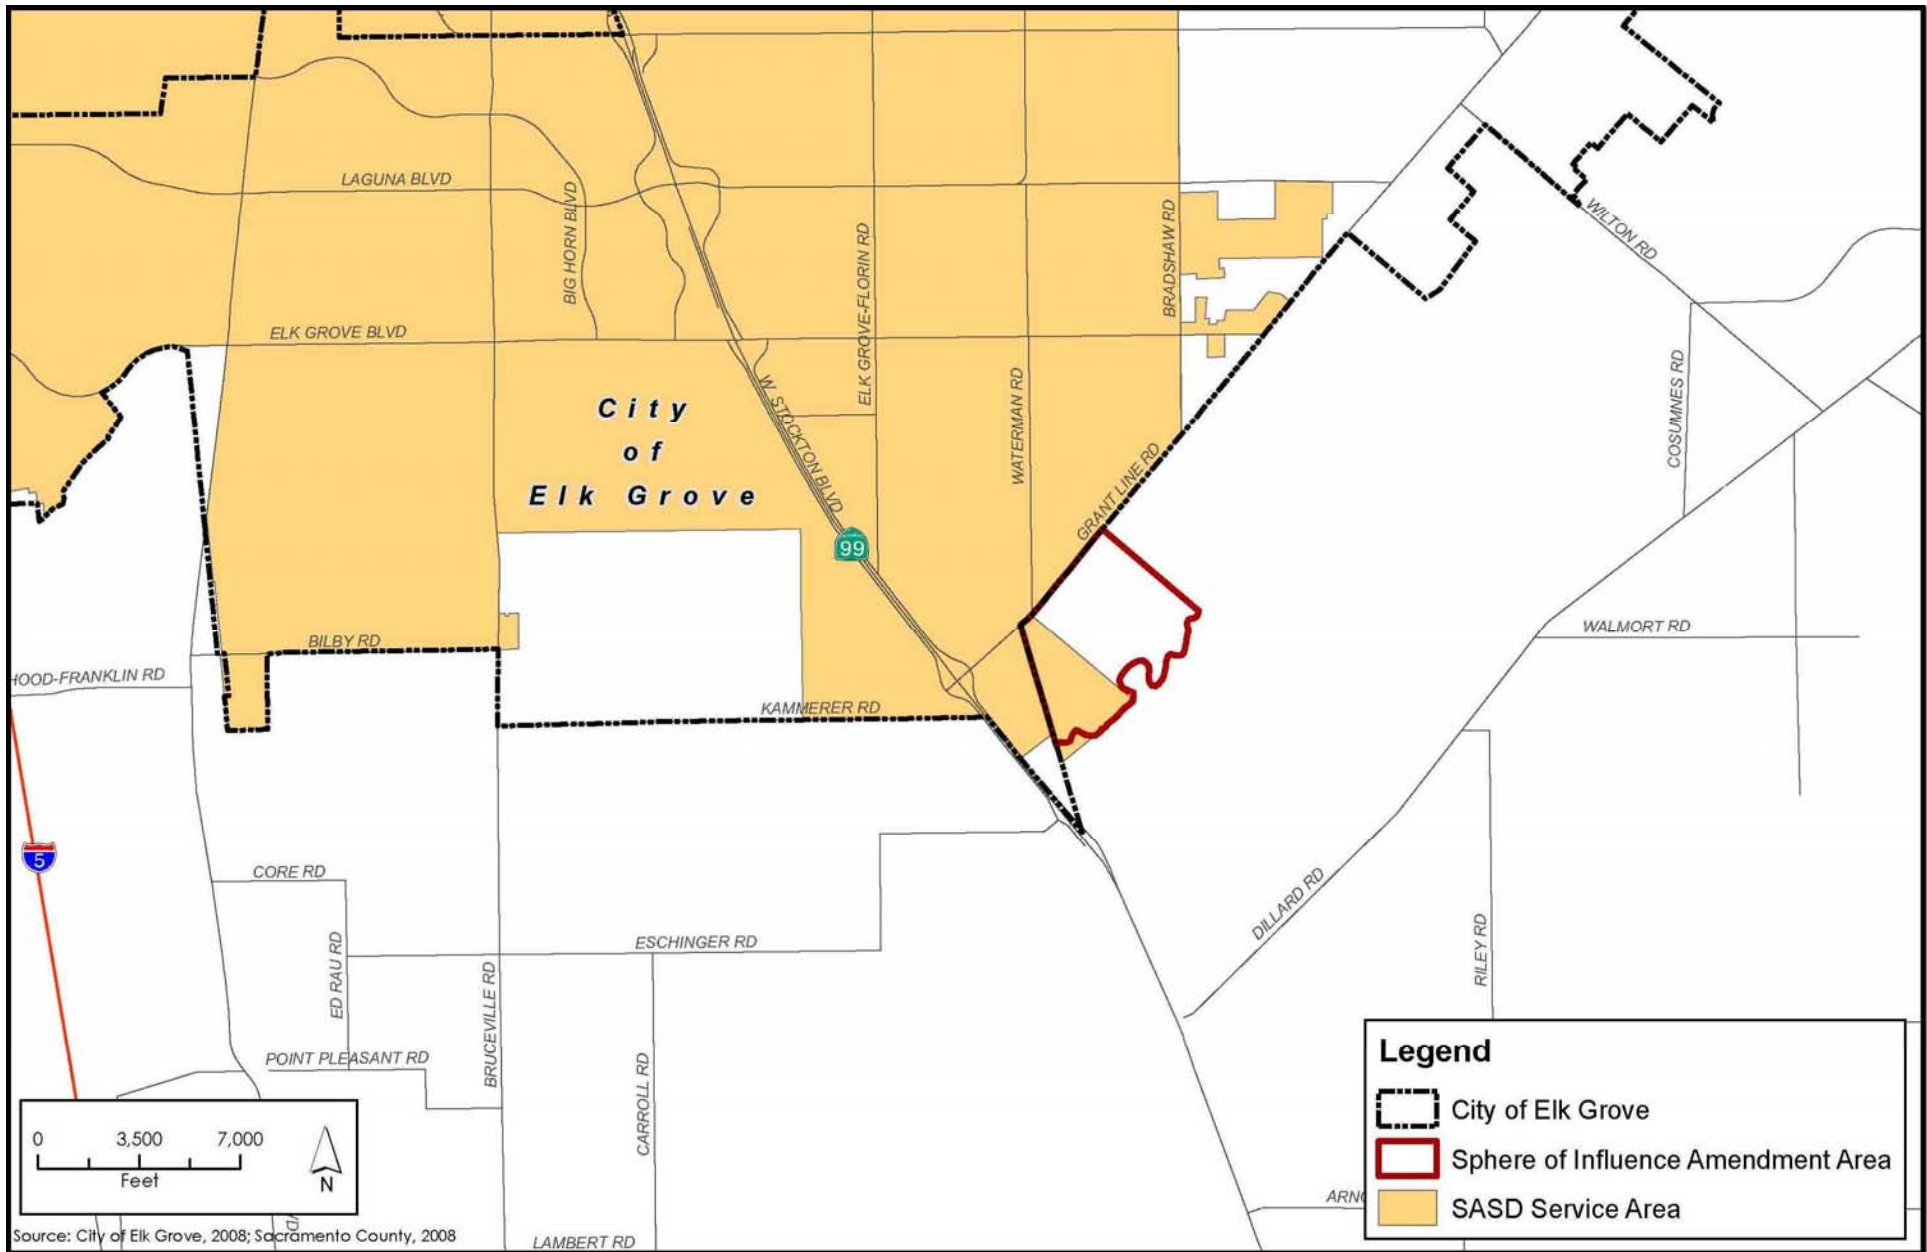 LAGUNA BLVD
BIG HORN BLVD
ELK GROVE-FLORIN RD
BRADSHAW RD
WILTON RD
ELK GROVE BLVD
W. STOCKTON BLVD
WATERMAN RD
COSUMNES RD
City
of
Elk Grove
GRANT LINE RD
99
BILBY RD
WALMORT RD
HOOD-FRANKLIN RD
KAMMERER RD
5
CORE RD
DILLARD RD
ED RAU RD
ESCHINGER RD
RILEY RD
BRUCEVILLE RD
POINT PLEASANT RD
CARROLL RD
Legend
City of Elk Grove
Sphere of Influence Amendment Area
SASD Service Area
0 3,500 7,000
Feet
N
ARNO
Source: City of Elk Grove, 2008; Sacramento County, 2008
LAMBERT RD